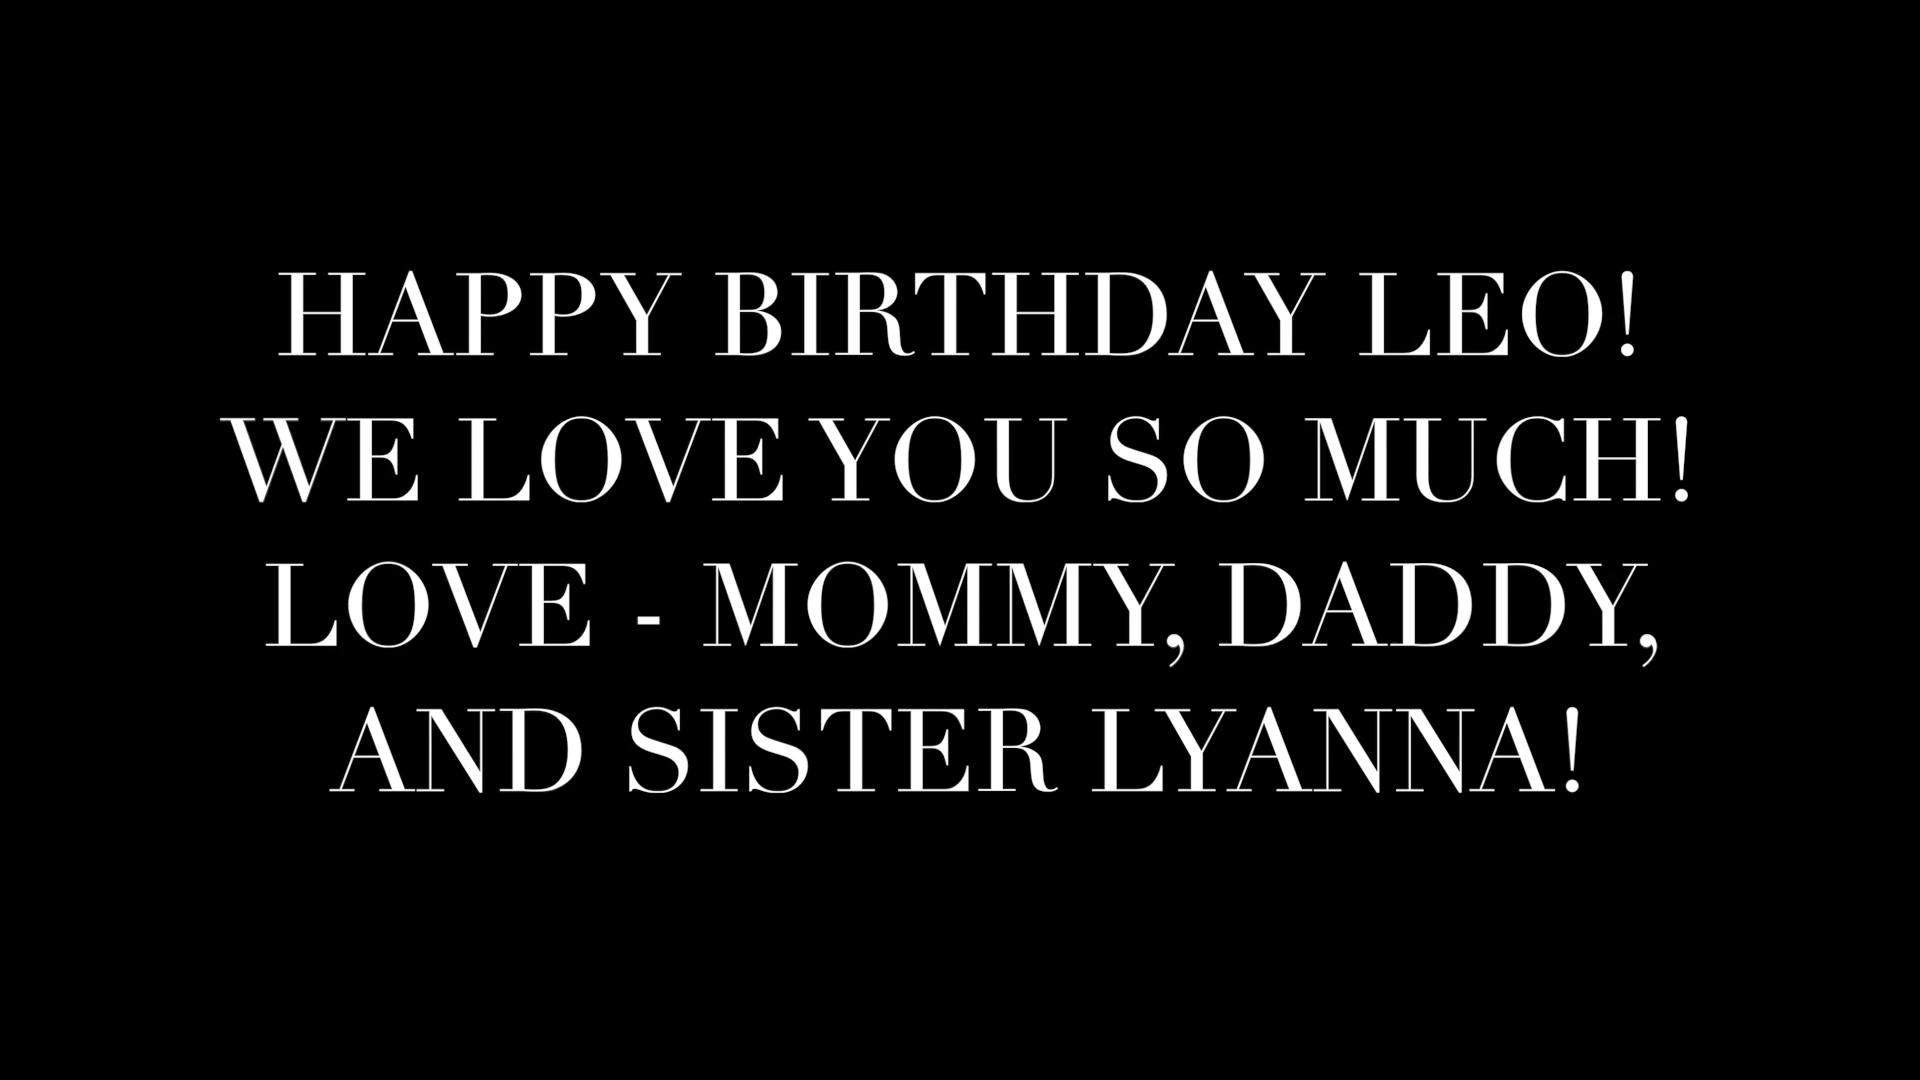 HAPPY BIRTHDAY LEO!
WE LOVE YOU SO MUCH!
LOVE - MOMMY, DADDY,
AND SISTER LYANNA!